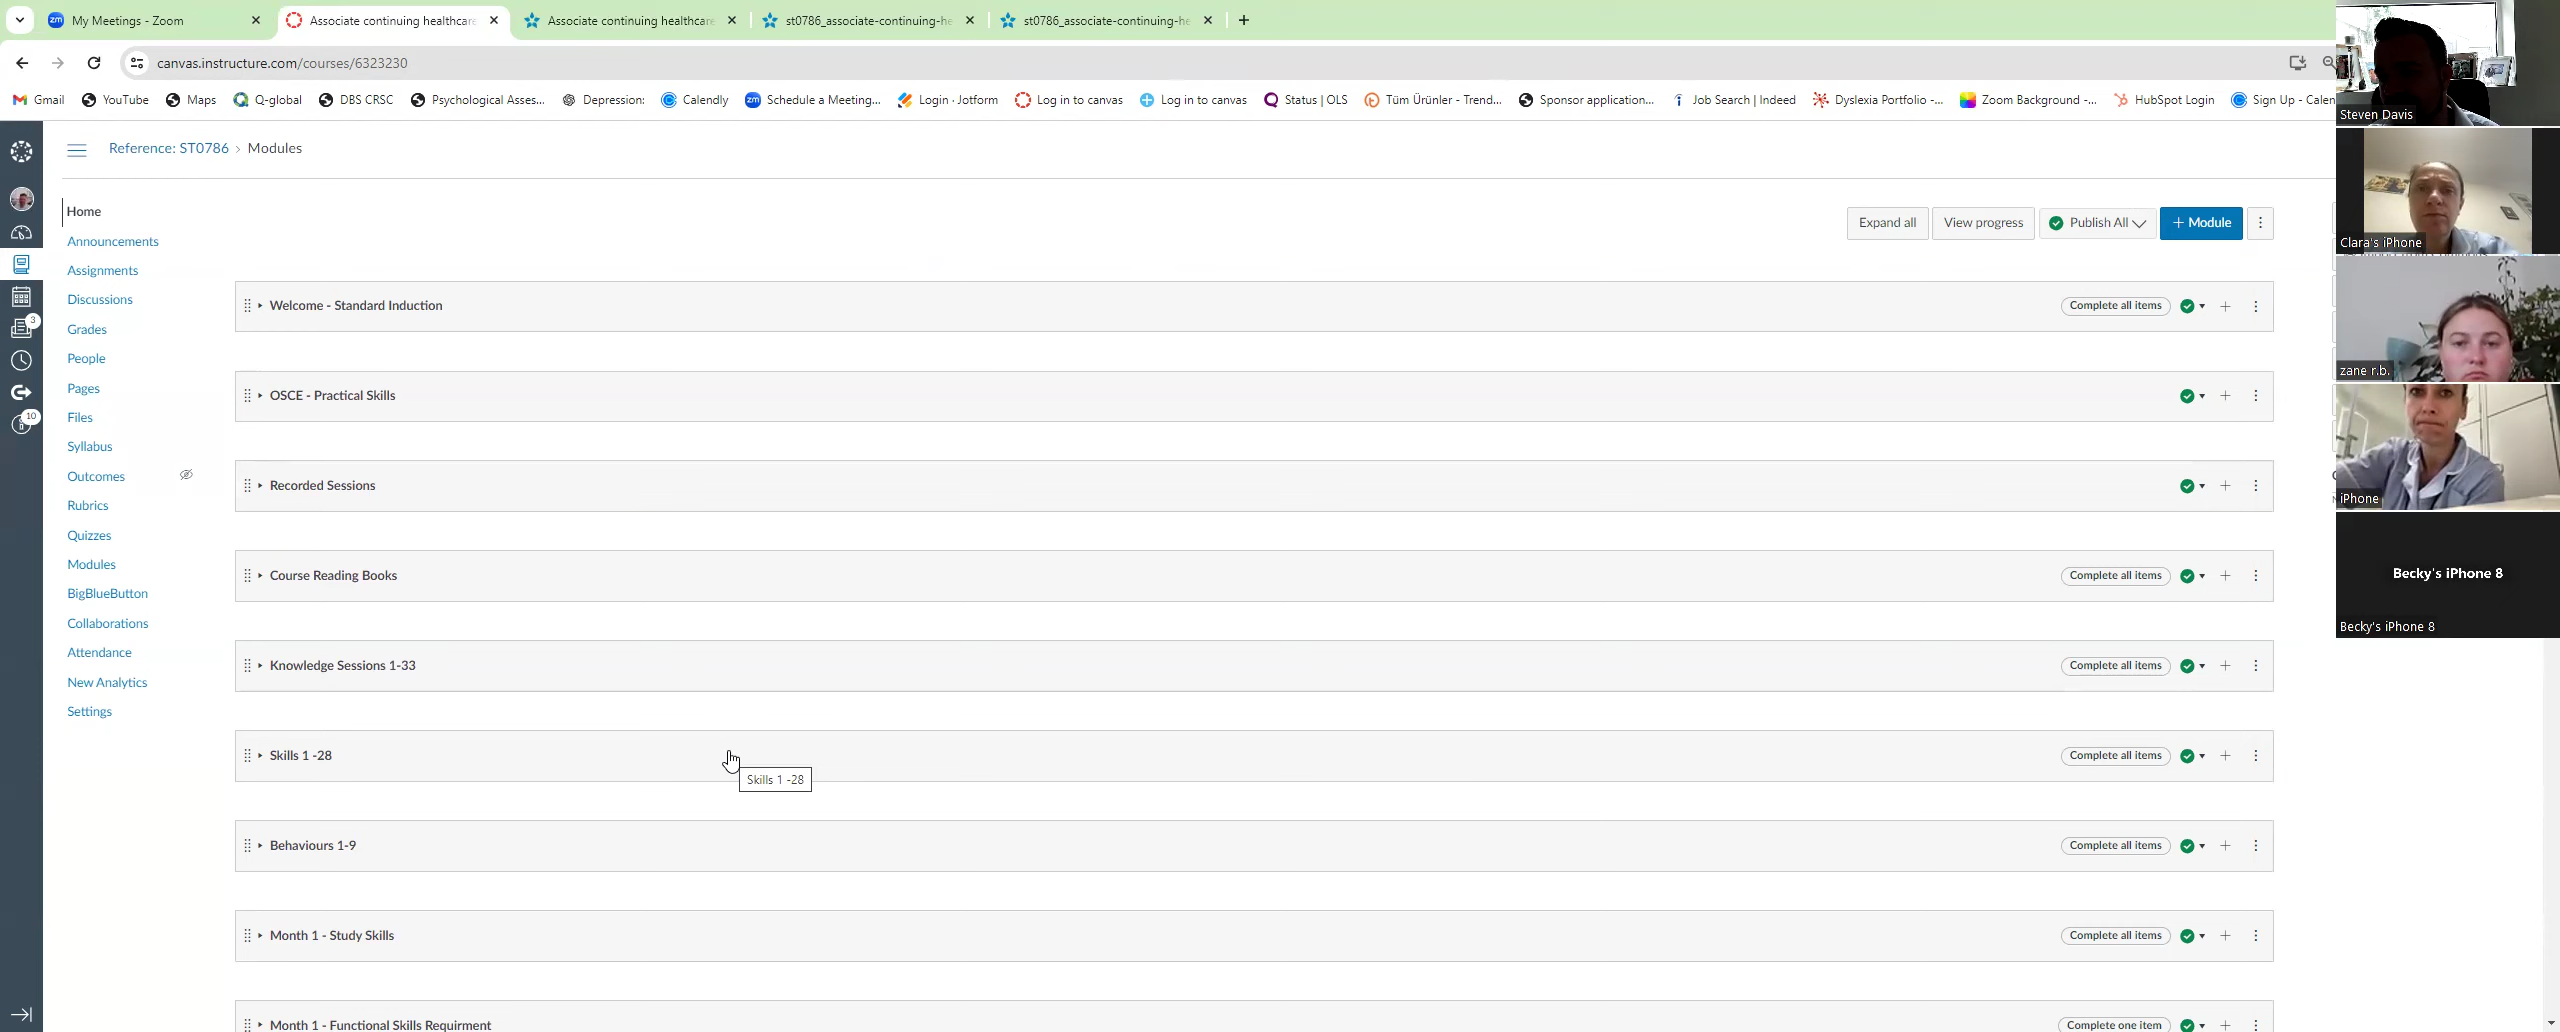 My Meetings - Zoom
Associate continuing healthcare
Associate continuing healthcare
st0786_associate-continuing-he
st0786_associate-continuing-he
canvas.instructure.com/courses/6323230
Gmail
YouTube
Maps
Q-global
DBS CRSC
Psychological Asses...
Depression:
Calendly
Schedule a Meeting...
Login · Jotform
Log in to canvas
Log in to canvas
Status | OLS
Tüm Ürünler - Trend...
Sponsor application...
Job Search | Indeed
Dyslexia Portfolio -...
Zoom Background -...
HubSpot Login
Sign Up - Calen
Reference: ST0786 › Modules
Home
Announcements
Assignments
Discussions
Grades
People
Pages
Files
Syllabus
Outcomes
Rubrics
Quizzes
Modules
BigBlueButton
Collaborations
Attendance
New Analytics
Settings
3
10
Expand all
View progress
Publish All
+ Module
Welcome - Standard Induction
Complete all items
OSCE - Practical Skills
Recorded Sessions
Course Reading Books
Complete all items
Knowledge Sessions 1-33
Complete all items
Skills 1 -28
Complete all items
Skills 1 -28
Behaviours 1-9
Complete all items
Month 1 - Study Skills
Complete all items
Month 1 - Functional Skills Requirment
Complete one item
Steven Davis
Clara's iPhone
zane r.b.
iPhone
Becky's iPhone 8
Becky's iPhone 8